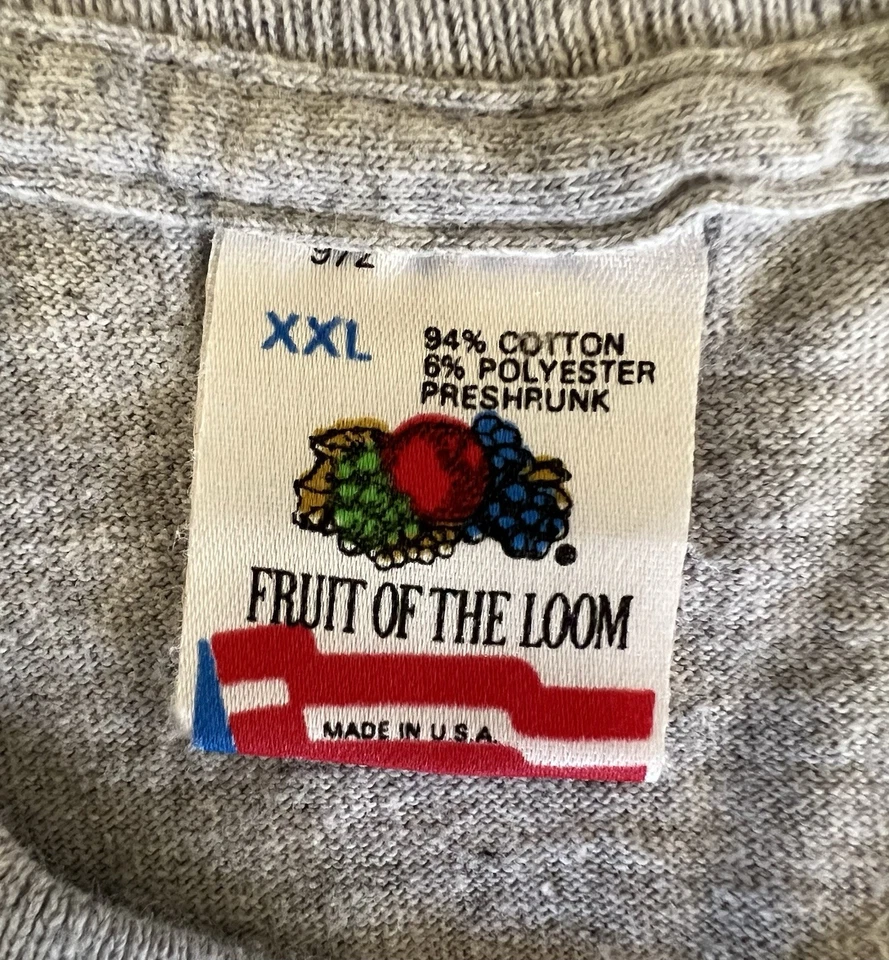 XXL
94% COTTON
6% POLYESTER
PRESHRUNK
FRUIT OF THE LOOM
MADE IN U.S.A.